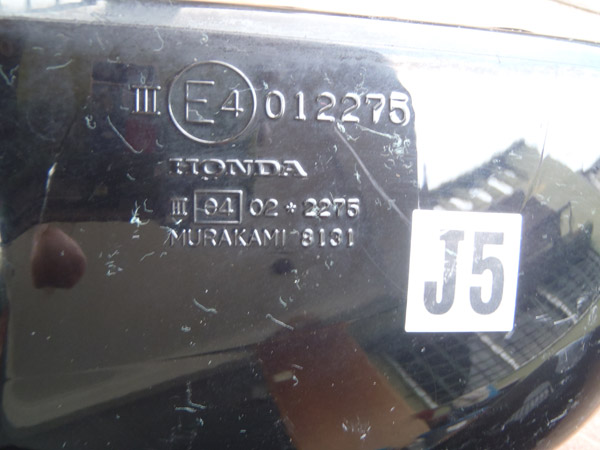 III E4 012275
HONDA
III 94 02 * 2275
MURAKAMI 8131
J5